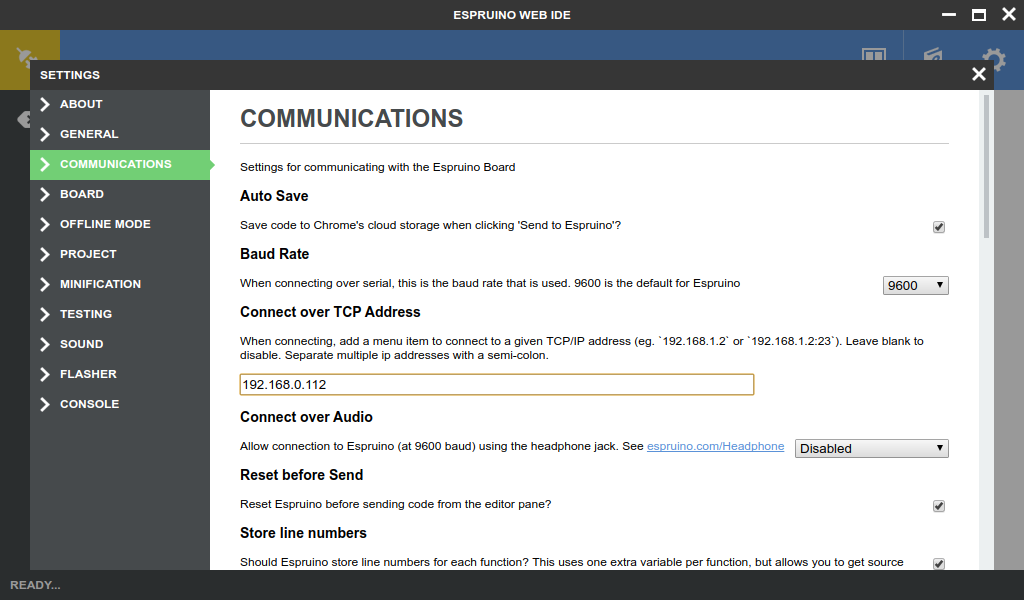 ESPRUINO WEB IDE
SETTINGS
ABOUT
GENERAL
COMMUNICATIONS
BOARD
OFFLINE MODE
PROJECT
MINIFICATION
TESTING
SOUND
FLASHER
CONSOLE
COMMUNICATIONS
Settings for communicating with the Espruino Board
Auto Save
Save code to Chrome's cloud storage when clicking 'Send to Espruino'?
Baud Rate
When connecting over serial, this is the baud rate that is used. 9600 is the default for Espruino
9600
Connect over TCP Address
When connecting, add a menu item to connect to a given TCP/IP address (eg. `192.168.1.2` or `192.168.1.2:23`). Leave blank to
disable. Separate multiple ip addresses with a semi-colon.
192.168.0.112
Connect over Audio
Allow connection to Espruino (at 9600 baud) using the headphone jack. See espruino.com/Headphone
Disabled
Reset before Send
Reset Espruino before sending code from the editor pane?
Store line numbers
Should Espruino store line numbers for each function? This uses one extra variable per function, but allows you to get source
READY...